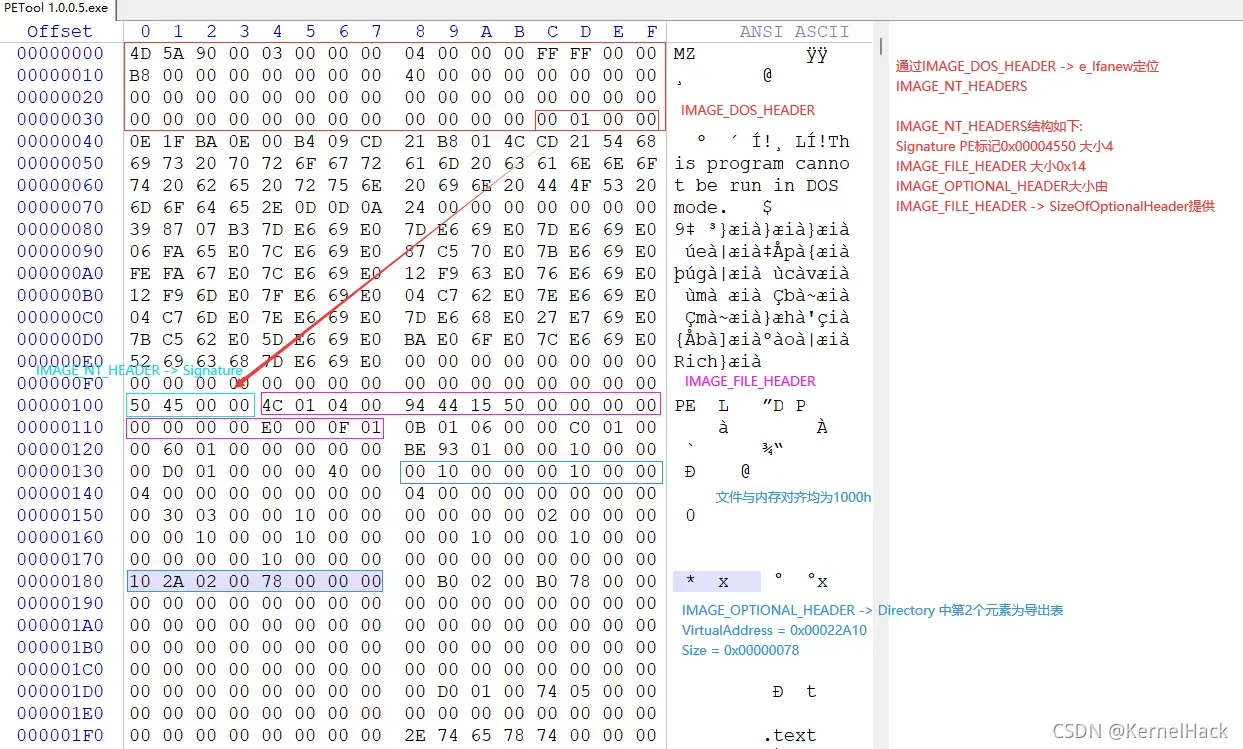 PETool 1.0.0.5.exe
Offset 0 1 2 3 4 5 6 7 8 9 A B C D E F ANSI ASCII
00000000 4D 5A 90 00 03 00 00 00 04 00 00 00 FF FF 00 00 MZ ÿÿ
00000010 B8 00 00 00 00 00 00 00 40 00 00 00 00 00 00 00 ¸ @
00000020 00 00 00 00 00 00 00 00 00 00 00 00 00 00 00 00
00000030 00 00 00 00 00 00 00 00 00 00 00 00 00 01 00 00
IMAGE_DOS_HEADER
00000040 0E 1F BA 0E 00 B4 09 CD 21 B8 01 4C CD 21 54 68 º ´ Í!¸ LÍ!Th
00000050 69 73 20 70 72 6F 67 72 61 6D 20 63 61 6E 6E 6F is program canno
00000060 74 20 62 65 20 72 75 6E 20 69 6E 20 44 4F 53 20 t be run in DOS
00000070 6D 6F 64 65 2E 0D 0D 0A 24 00 00 00 00 00 00 00 mode. $
00000080 39 87 07 B3 7D E6 69 E0 7D E6 69 E0 7D E6 69 E0 9‡ ³}æià}æià}æià
00000090 06 FA 65 E0 7C E6 69 E0 87 C5 70 E0 7B E6 69 E0 úeà|æià‡Åpà{æià
000000A0 FE FA 67 E0 7C E6 69 E0 12 F9 63 E0 76 E6 69 E0 þúgà|æià ùcàvæià
000000B0 12 F9 6D E0 7F E6 69 E0 04 C7 62 E0 7E E6 69 E0 ùmà æià Çbà~æià
000000C0 04 C7 6D E0 7E E6 69 E0 7D E6 68 E0 27 E7 69 E0 Çmà~æià}æhà'çià
000000D0 7B C5 62 E0 5D E6 69 E0 BA E0 6F E0 7C E6 69 E0 {Åbà]æiàºàoà|æià
000000E0 52 69 63 68 7D E6 69 E0 00 00 00 00 00 00 00 00 Rich}æià
IMAGE_NT_HEADER -> Signature
000000F0 00 00 00 00 00 00 00 00 00 00 00 00 00 00 00 00
IMAGE_FILE_HEADER
00000100 50 45 00 00 4C 01 04 00 94 44 15 50 00 00 00 00 PE L ”D P
00000110 00 00 00 00 E0 00 0F 01 0B 01 06 00 00 C0 01 00 à À
00000120 00 60 01 00 00 00 00 00 BE 93 01 00 00 10 00 00 ` ¾“
00000130 00 D0 01 00 00 00 40 00 00 10 00 00 00 10 00 00 Ð @
00000140 04 00 00 00 00 00 00 00 04 00 00 00 00 00 00 00
文件与内存对齐均为1000h
00000150 00 30 03 00 00 10 00 00 00 00 00 00 02 00 00 00 0
00000160 00 00 10 00 00 10 00 00 00 00 10 00 00 10 00 00
00000170 00 00 00 00 10 00 00 00 00 00 00 00 00 00 00 00
00000180 10 2A 02 00 78 00 00 00 00 B0 02 00 B0 78 00 00 * x ° °x
00000190 00 00 00 00 00 00 00 00 00 00 00 00 00 00 00 00
000001A0 00 00 00 00 00 00 00 00 00 00 00 00 00 00 00 00
000001B0 00 00 00 00 00 00 00 00 00 00 00 00 00 00 00 00
000001C0 00 00 00 00 00 00 00 00 00 00 00 00 00 00 00 00
000001D0 00 00 00 00 00 00 00 00 00 D0 01 00 74 05 00 00 Ð t
000001E0 00 00 00 00 00 00 00 00 00 00 00 00 00 00 00 00
000001F0 00 00 00 00 00 00 00 00 2E 74 65 78 74 00 00 00 .text
IMAGE_OPTIONAL_HEADER -> Directory 中第2个元素为导出表
VirtualAddress = 0x00022A10
Size = 0x00000078
通过IMAGE_DOS_HEADER -> e_lfanew定位
IMAGE_NT_HEADERS
IMAGE_NT_HEADERS结构如下:
Signature PE标记0x00004550 大小4
IMAGE_FILE_HEADER 大小0x14
IMAGE_OPTIONAL_HEADER大小由
IMAGE_FILE_HEADER -> SizeOfOptionalHeader提供
CSDN @KernelHack